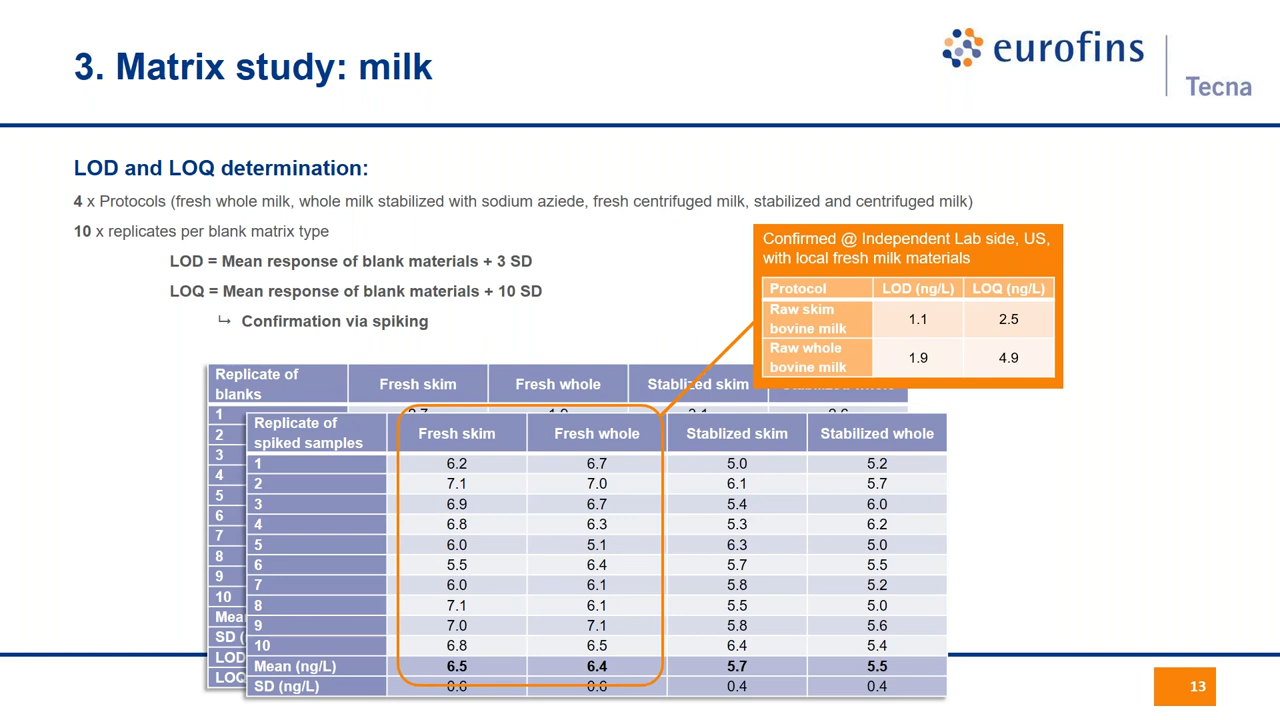 3. Matrix study: milk
eurofins
Tecna
LOD and LOQ determination:
4 x Protocols (fresh whole milk, whole milk stabilized with sodium aziede, fresh centrifuged milk, stabilized and centrifuged milk)
10 x replicates per blank matrix type
LOD = Mean response of blank materials + 3 SD
LOQ = Mean response of blank materials + 10 SD
↳ Confirmation via spiking
Confirmed @ Independent Lab side, US,
with local fresh milk materials
Protocol LOD (ng/L) LOQ (ng/L)
Raw skim
bovine milk 1.1 2.5
Raw whole
bovine milk 1.9 4.9
Replicate of
blanks Fresh skim Fresh whole Stablized skim
1
2
3
4
5
6
7
8
9
10
SD
LOD
LOQ
Replicate of
spiked samples Fresh skim Fresh whole Stablized skim Stabilized whole
1 6.2 6.7 5.0 5.2
2 7.1 7.0 6.1 5.7
3 6.9 6.7 5.4 6.0
4 6.8 6.3 5.3 6.2
5 6.0 5.1 6.3 5.0
6 5.5 6.4 5.7 5.5
7 6.0 6.1 5.8 5.2
8 7.1 6.1 5.5 5.0
9 7.0 7.1 5.8 5.6
10 6.8 6.5 6.4 5.4
Mean (ng/L) 6.5 6.4 5.7 5.5
SD (ng/L) 0.6 0.6 0.4 0.4
13